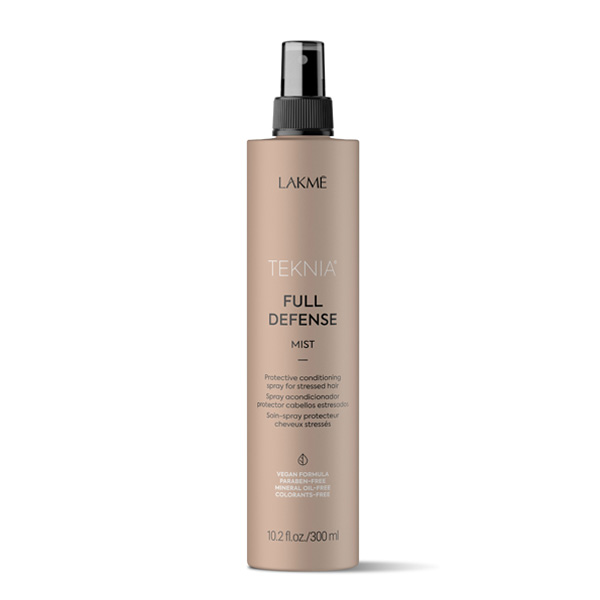 LAKMĒ
TEKNIA®
FULL
DEFENSE
MIST
Protective conditioning
spray for stressed hair
Spray acondicionador
protector cabellos estresados
Soin-spray protecteur
cheveux stressés
VEGAN FORMULA
PARABEN-FREE
MINERAL OIL-FREE
COLORANTS-FREE
10.2 fl.oz./300 ml